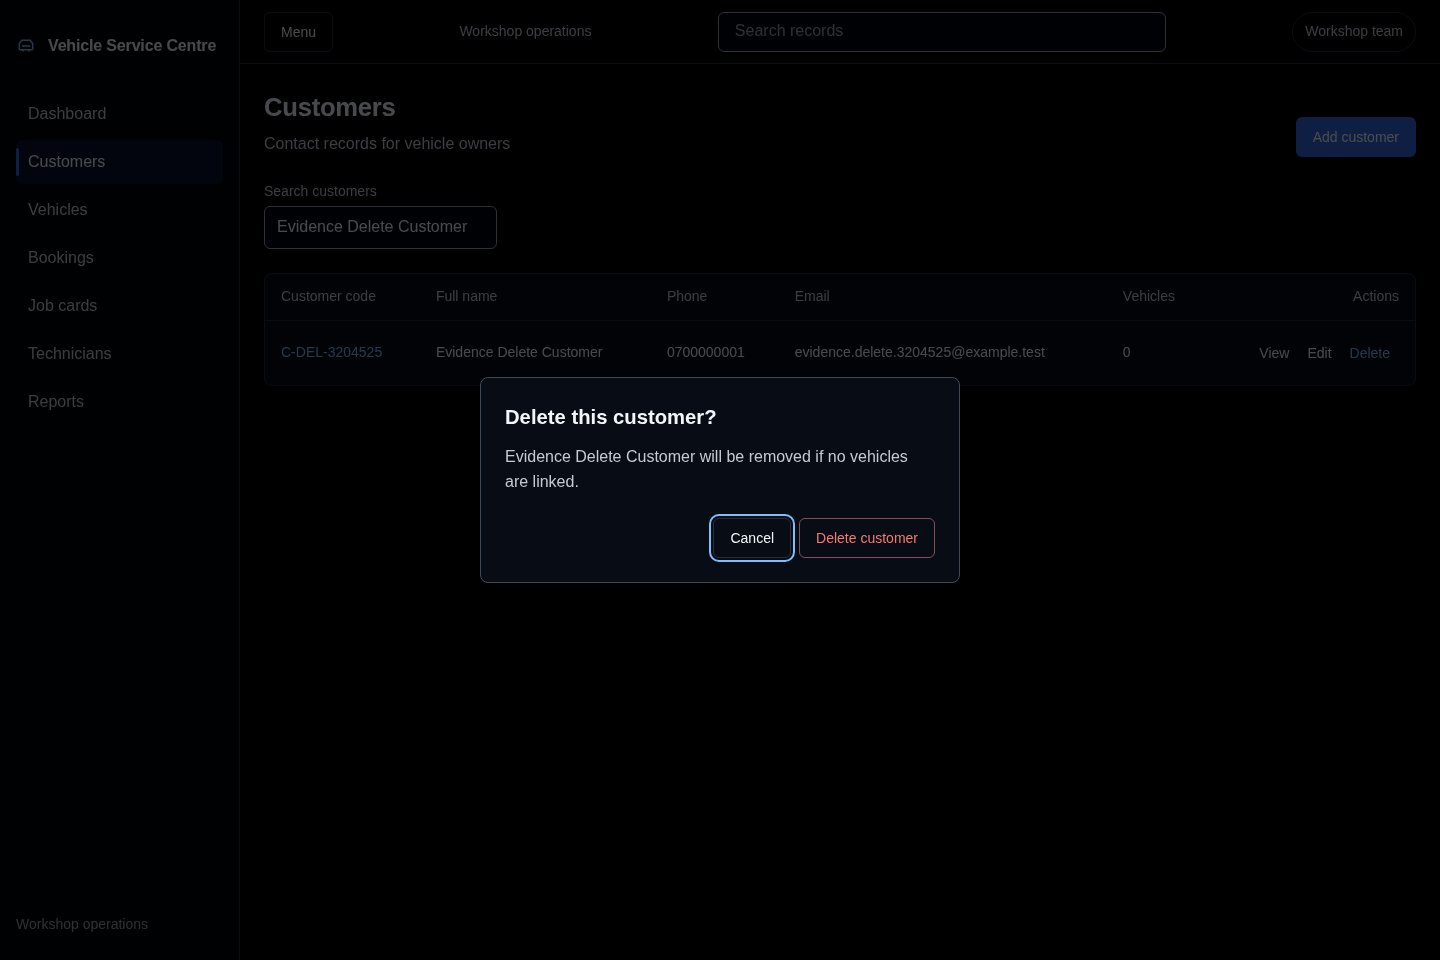 Vehicle Service Centre
Menu
Workshop operations
Search records
Workshop team
Dashboard
Customers
Vehicles
Bookings
Job cards
Technicians
Reports
Workshop operations
Customers
Contact records for vehicle owners
Add customer
Search customers
Evidence Delete Customer
Customer code Full name Phone Email Vehicles Actions
C-DEL-3204525 Evidence Delete Customer 0700000001 evidence.delete.3204525@example.test 0 View Edit Delete
Delete this customer?
Evidence Delete Customer will be removed if no vehicles
are linked.
Cancel
Delete customer